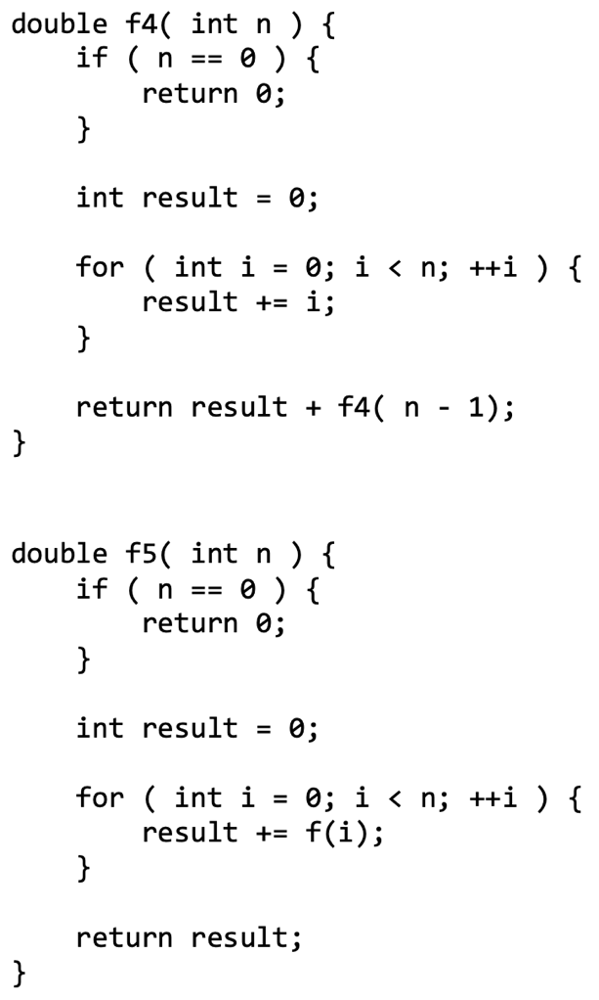 double f4( int n ) {
    if ( n == 0 ) {
        return 0;
    }

    int result = 0;

    for ( int i = 0; i < n; ++i ) {
        result += i;
    }

    return result + f4( n - 1);
}

double f5( int n ) {
    if ( n == 0 ) {
        return 0;
    }

    int result = 0;

    for ( int i = 0; i < n; ++i ) {
        result += f(i);
    }

    return result;
}